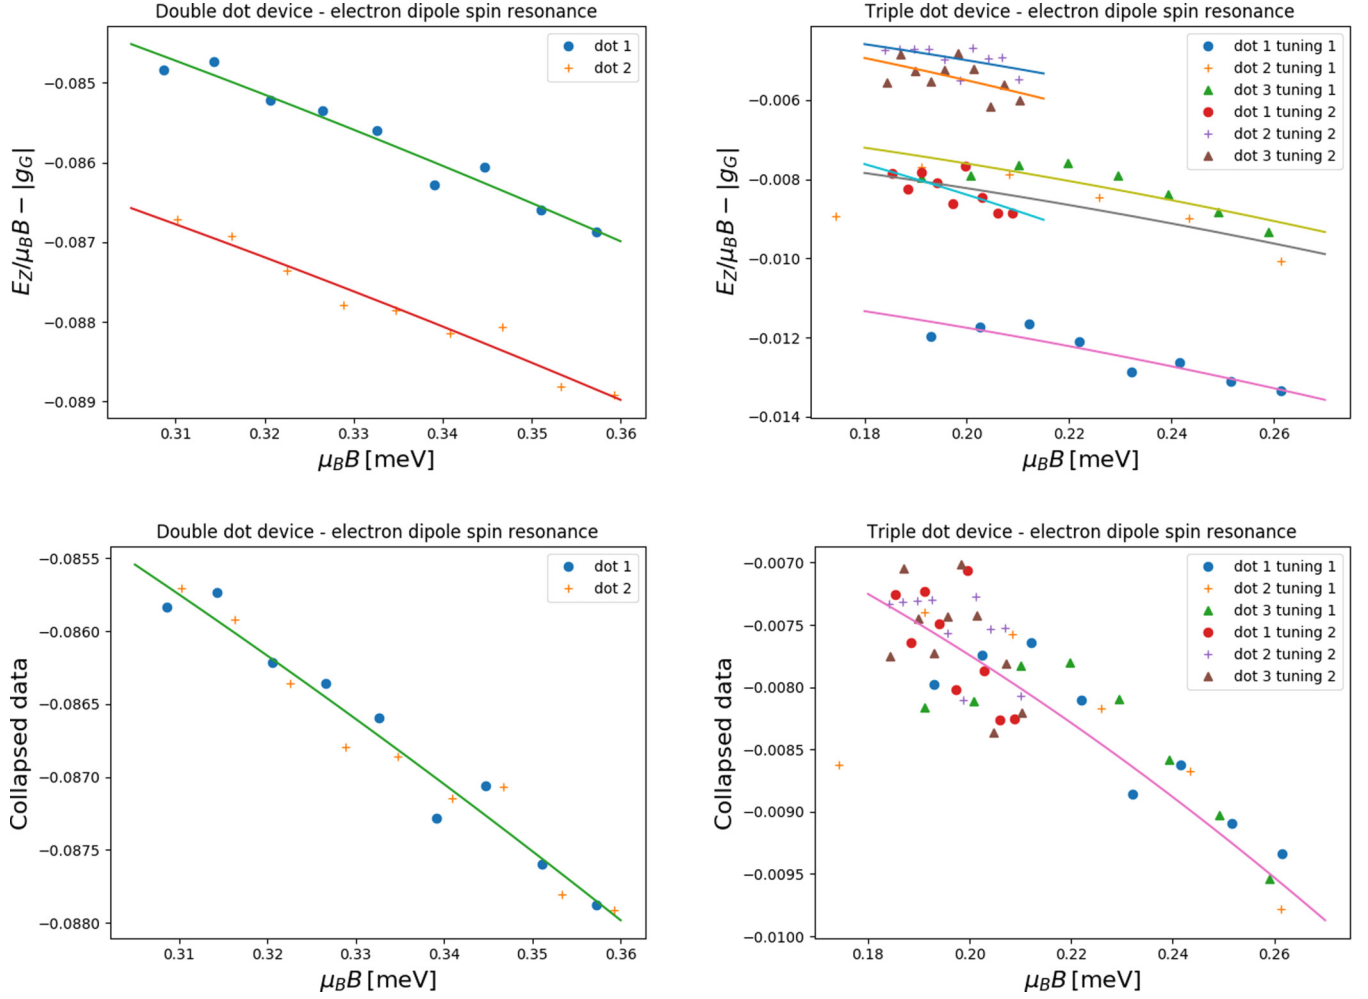 Double dot device - electron dipole spin resonance
dot 1
dot 2
−0.085
−0.086
−0.087
−0.088
−0.089
E_Z/μ_B B − |g_G|
0.31 0.32 0.33 0.34 0.35 0.36
μ_B B [meV]
Triple dot device - electron dipole spin resonance
dot 1 tuning 1
dot 2 tuning 1
dot 3 tuning 1
dot 1 tuning 2
dot 2 tuning 2
dot 3 tuning 2
−0.006
−0.008
−0.010
−0.012
−0.014
E_Z/μ_B B − |g_G|
0.18 0.20 0.22 0.24 0.26
μ_B B [meV]
Double dot device - electron dipole spin resonance
dot 1
dot 2
−0.0855
−0.0860
−0.0865
−0.0870
−0.0875
−0.0880
Collapsed data
0.31 0.32 0.33 0.34 0.35 0.36
μ_B B [meV]
Triple dot device - electron dipole spin resonance
dot 1 tuning 1
dot 2 tuning 1
dot 3 tuning 1
dot 1 tuning 2
dot 2 tuning 2
dot 3 tuning 2
−0.0070
−0.0075
−0.0080
−0.0085
−0.0090
−0.0095
−0.0100
Collapsed data
0.18 0.20 0.22 0.24 0.26
μ_B B [meV]